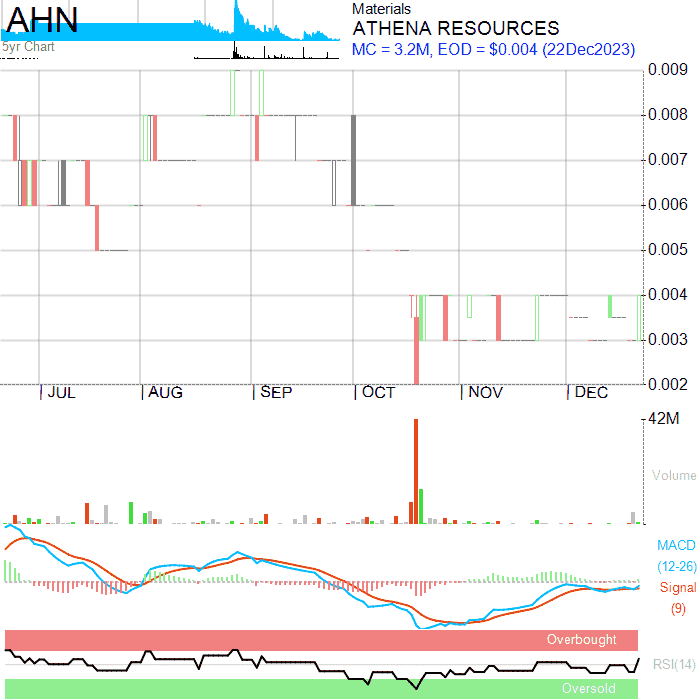 AHN
5yr Chart
Materials
ATHENA RESOURCES
MC = 3.2M, EOD = $0.004 (22Dec2023)
0.009
0.008
0.007
0.006
0.005
0.004
0.003
0.002
JUL AUG SEP OCT NOV DEC
42M
Volume
MACD
(12-26)
Signal
(9)
Overbought
RSI(14)
Oversold